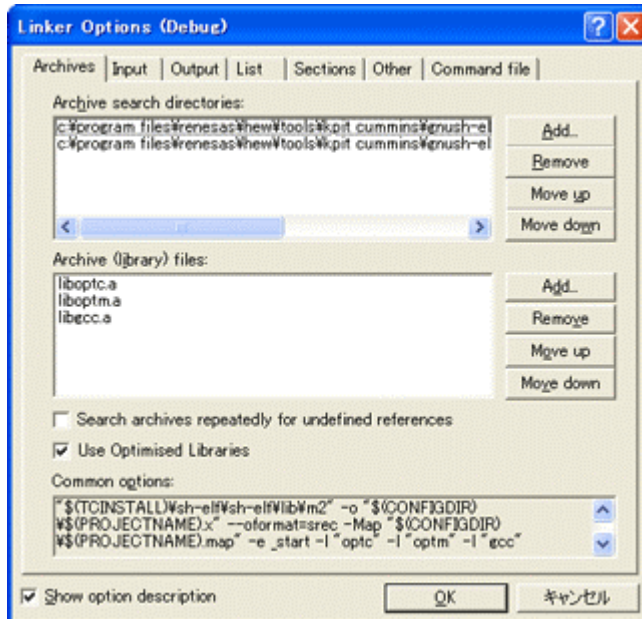 Linker Options (Debug)
Archives Input Output List Sections Other Command file
Archive search directories:
c:¥program files¥renesas¥hew¥tools¥kpit cummins¥gnush-el
c:¥program files¥renesas¥hew¥tools¥kpit cummins¥gnush-el
Add...
Remove
Move up
Move down
Archive (library) files:
liboptc.a
liboptm.a
libgcc.a
Add...
Remove
Move up
Move down
Search archives repeatedly for undefined references
Use Optimised Libraries
Common options:
"$(TCINSTALL)¥sh-elf¥sh-elf¥lib¥m2" -o "$(CONFIGDIR)
¥$(PROJECTNAME).x" --oformat=srec -Map "$(CONFIGDIR)
¥$(PROJECTNAME).map" -e _start -l "optc" -l "optm" -l "gcc"
Show option description
OK
キャンセル